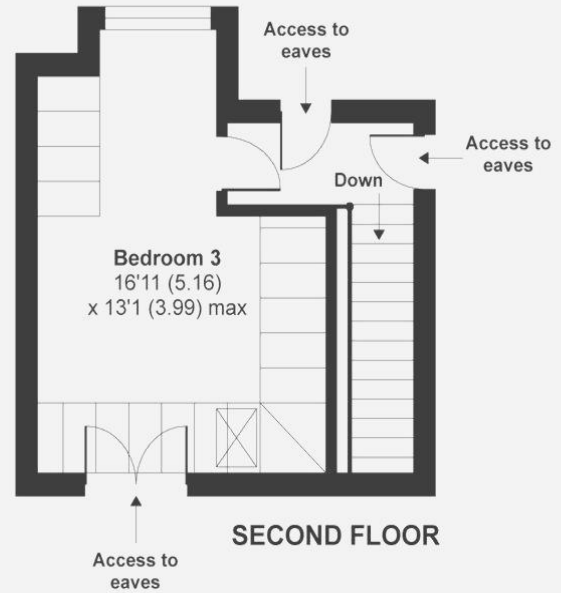 Access to
eaves
Access to
eaves
Down
Bedroom 3
16'11 (5.16)
x 13'1 (3.99) max
SECOND FLOOR
Access to
eaves